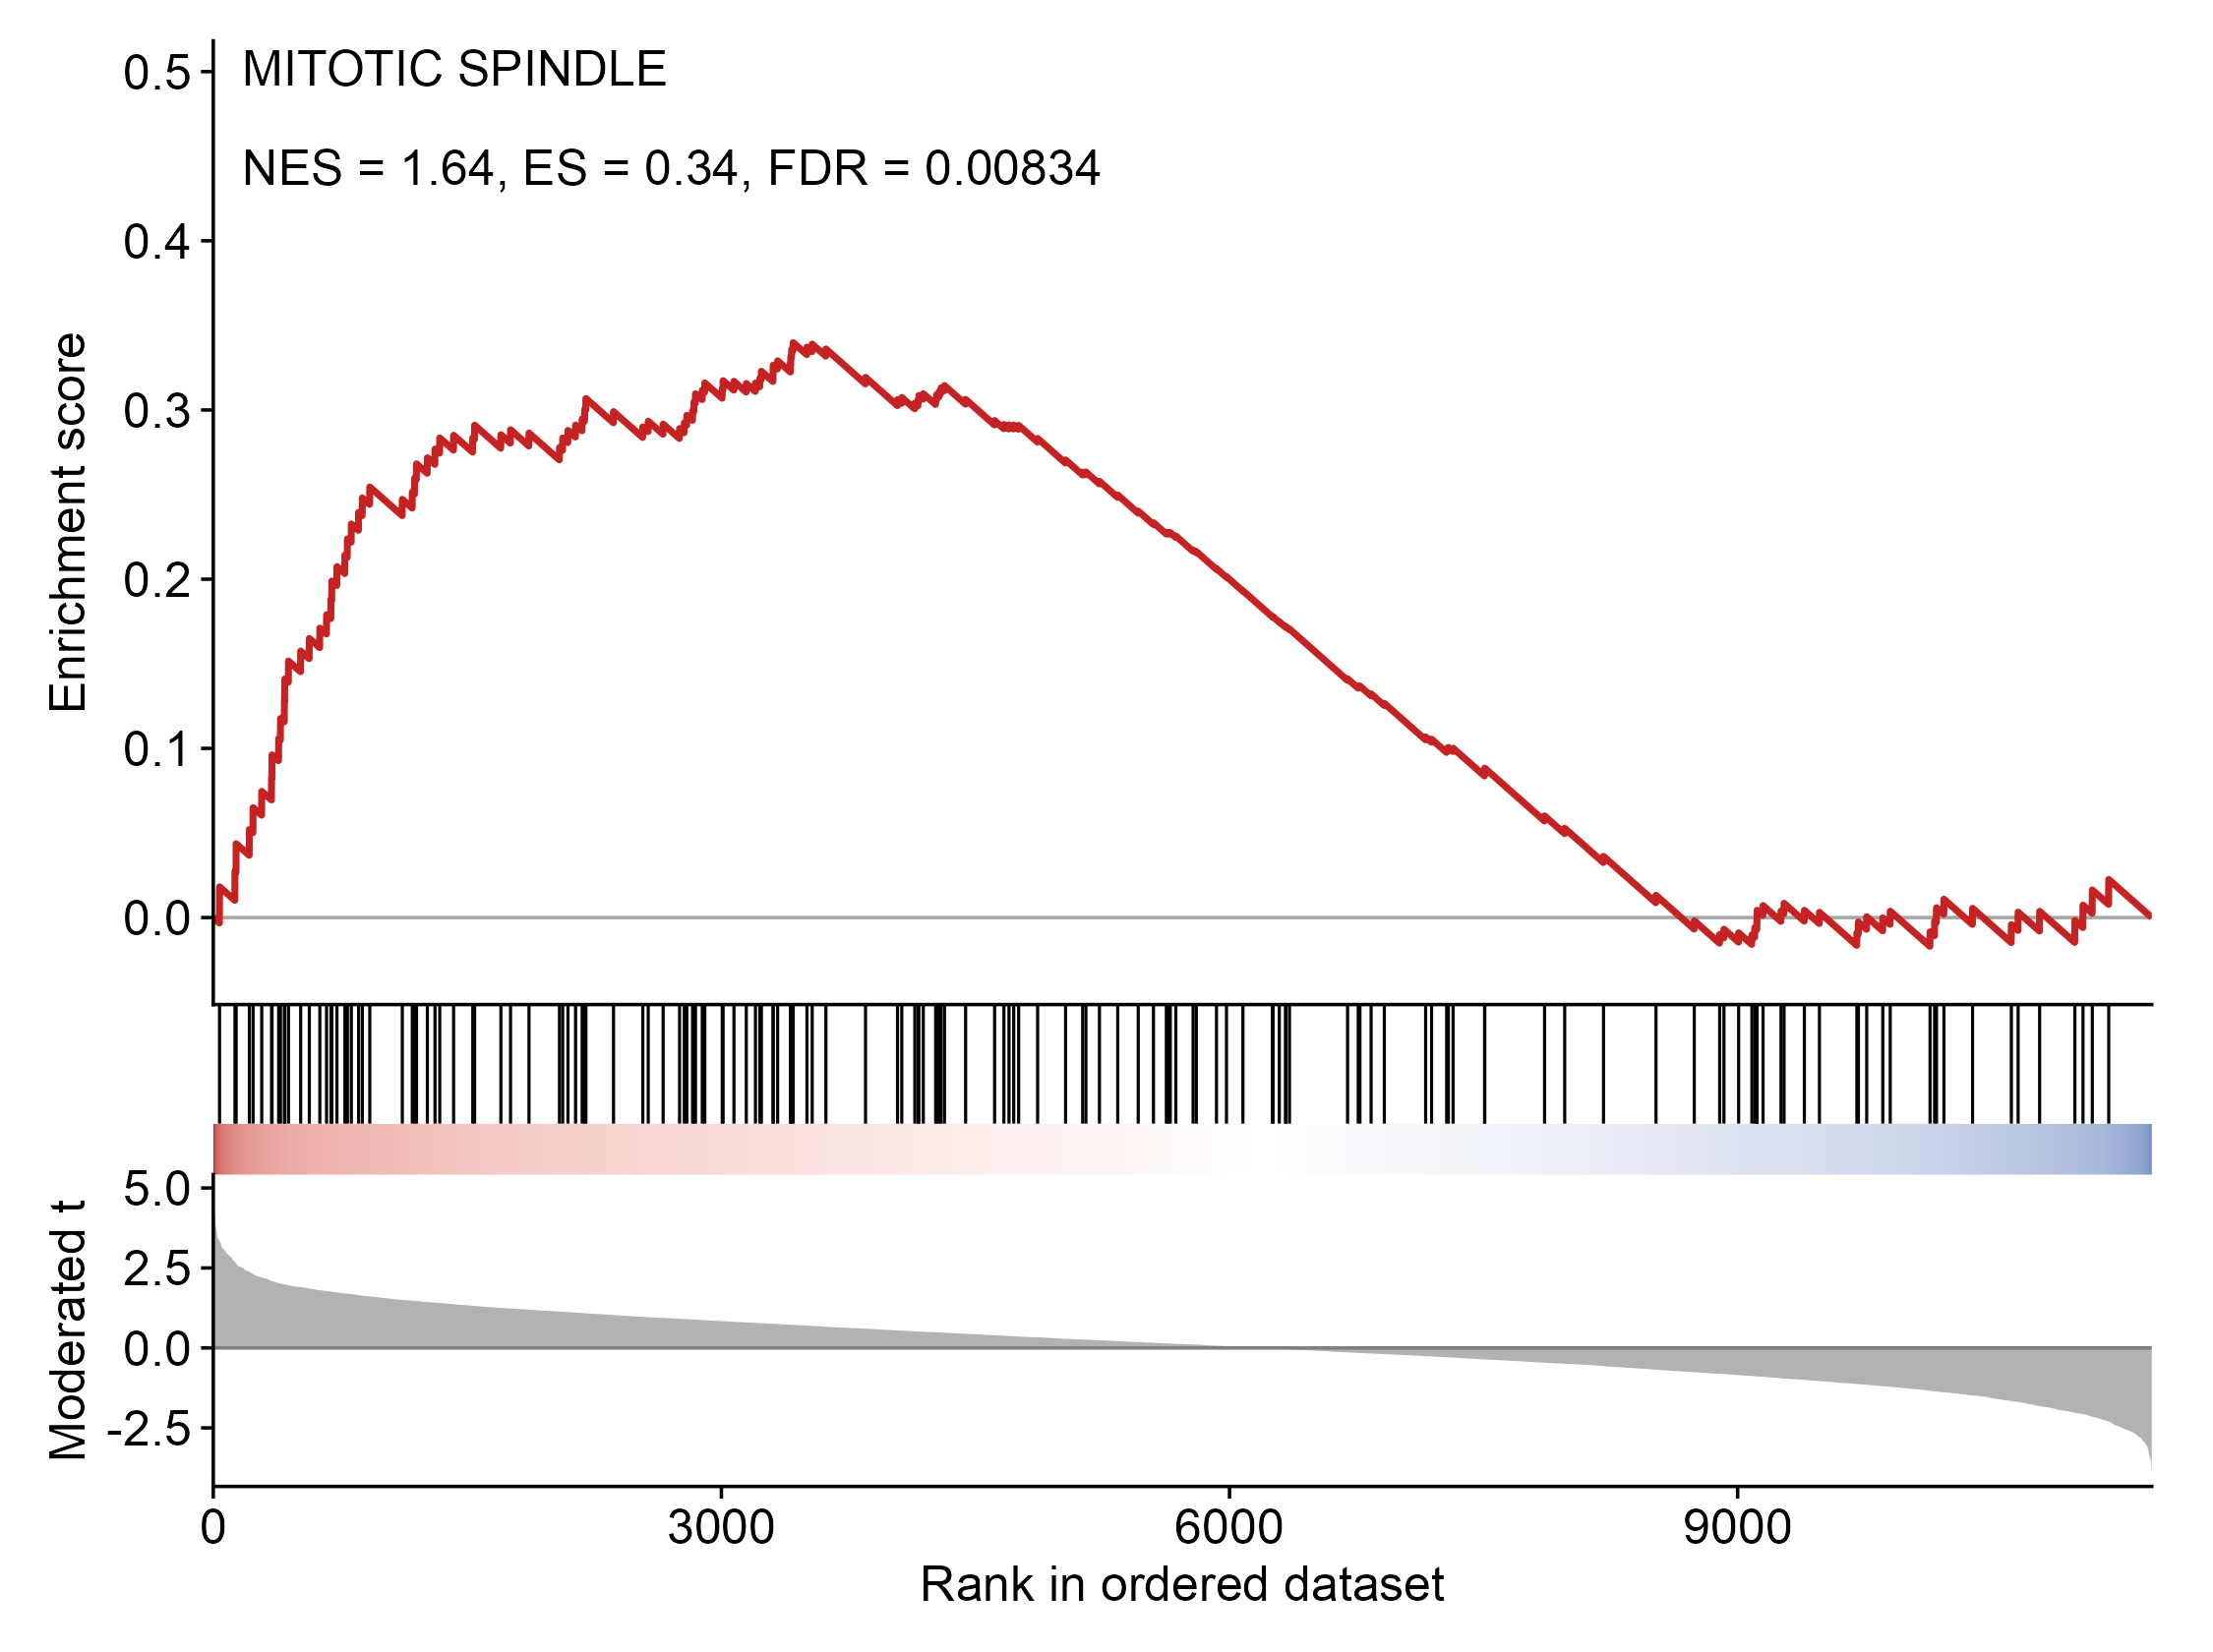 MITOTIC SPINDLE
NES = 1.64, ES = 0.34, FDR = 0.00834
Enrichment score
0.5
0.4
0.3
0.2
0.1
0.0
Moderated t
5.0
2.5
0.0
-2.5
0 3000 6000 9000
Rank in ordered dataset